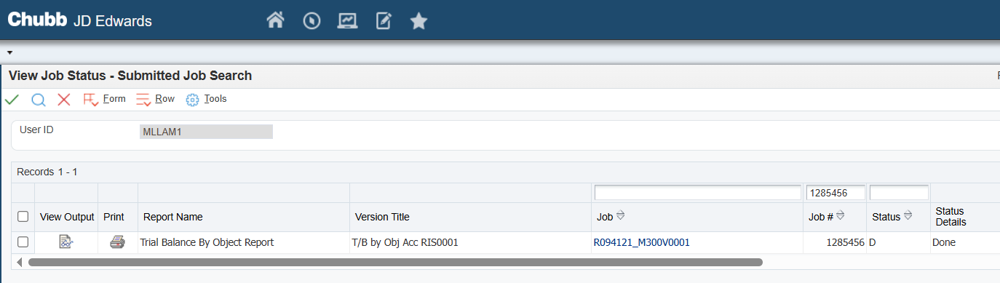 Chubb JD Edwards
View Job Status - Submitted Job Search
Form Row Tools
User ID MLLAM1
Records 1 - 1
1285456
View Output Print Report Name Version Title Job Job # Status Status Details
Trial Balance By Object Report T/B by Obj Acc RIS0001 R094121_M300V0001 1285456 D Done